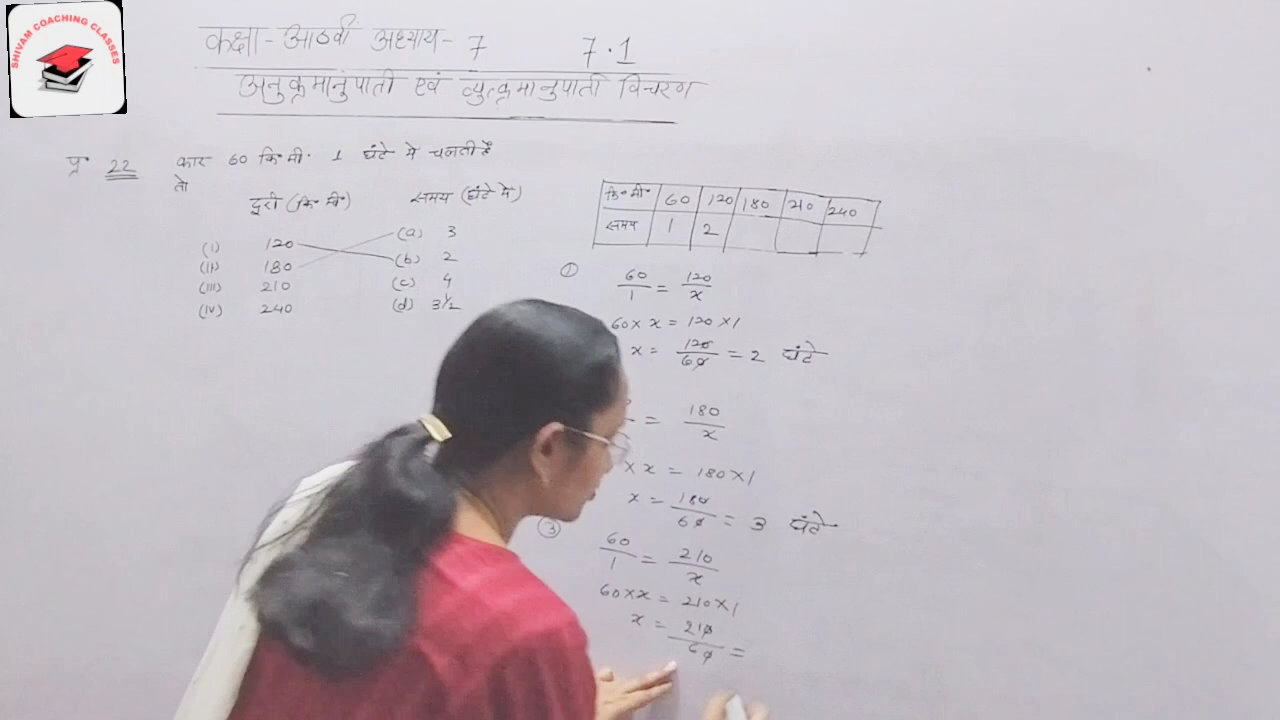 SHIVAM COACHING CLASSES
कक्षा - आठवी अध्याय - 7 7.1
अनुक्रमानुपाती एवं व्युत्क्रमानुपाती विचरण
प्र० 22 कार 60 कि.मी. 1 घंटे मे चलती है
तो
दूरी (कि. मी) समय (घंटे मे)
(i) 120 (a) 3
(ii) 180 (b) 2
(iii) 210 (c) 4
(iv) 240 (d) 3 1/2
कि॰ मी॰ 60 120 180 210 240
समय 1 2
①
60/1 = 120/x
60 × x = 120 × 1
x = 120/60 = 2 घंटे
= 180/x
× x = 180 × 1
x = 180/60 = 3 घंटे
③
60/1 = 210/x
60 × x = 210 × 1
x = 210/60 =